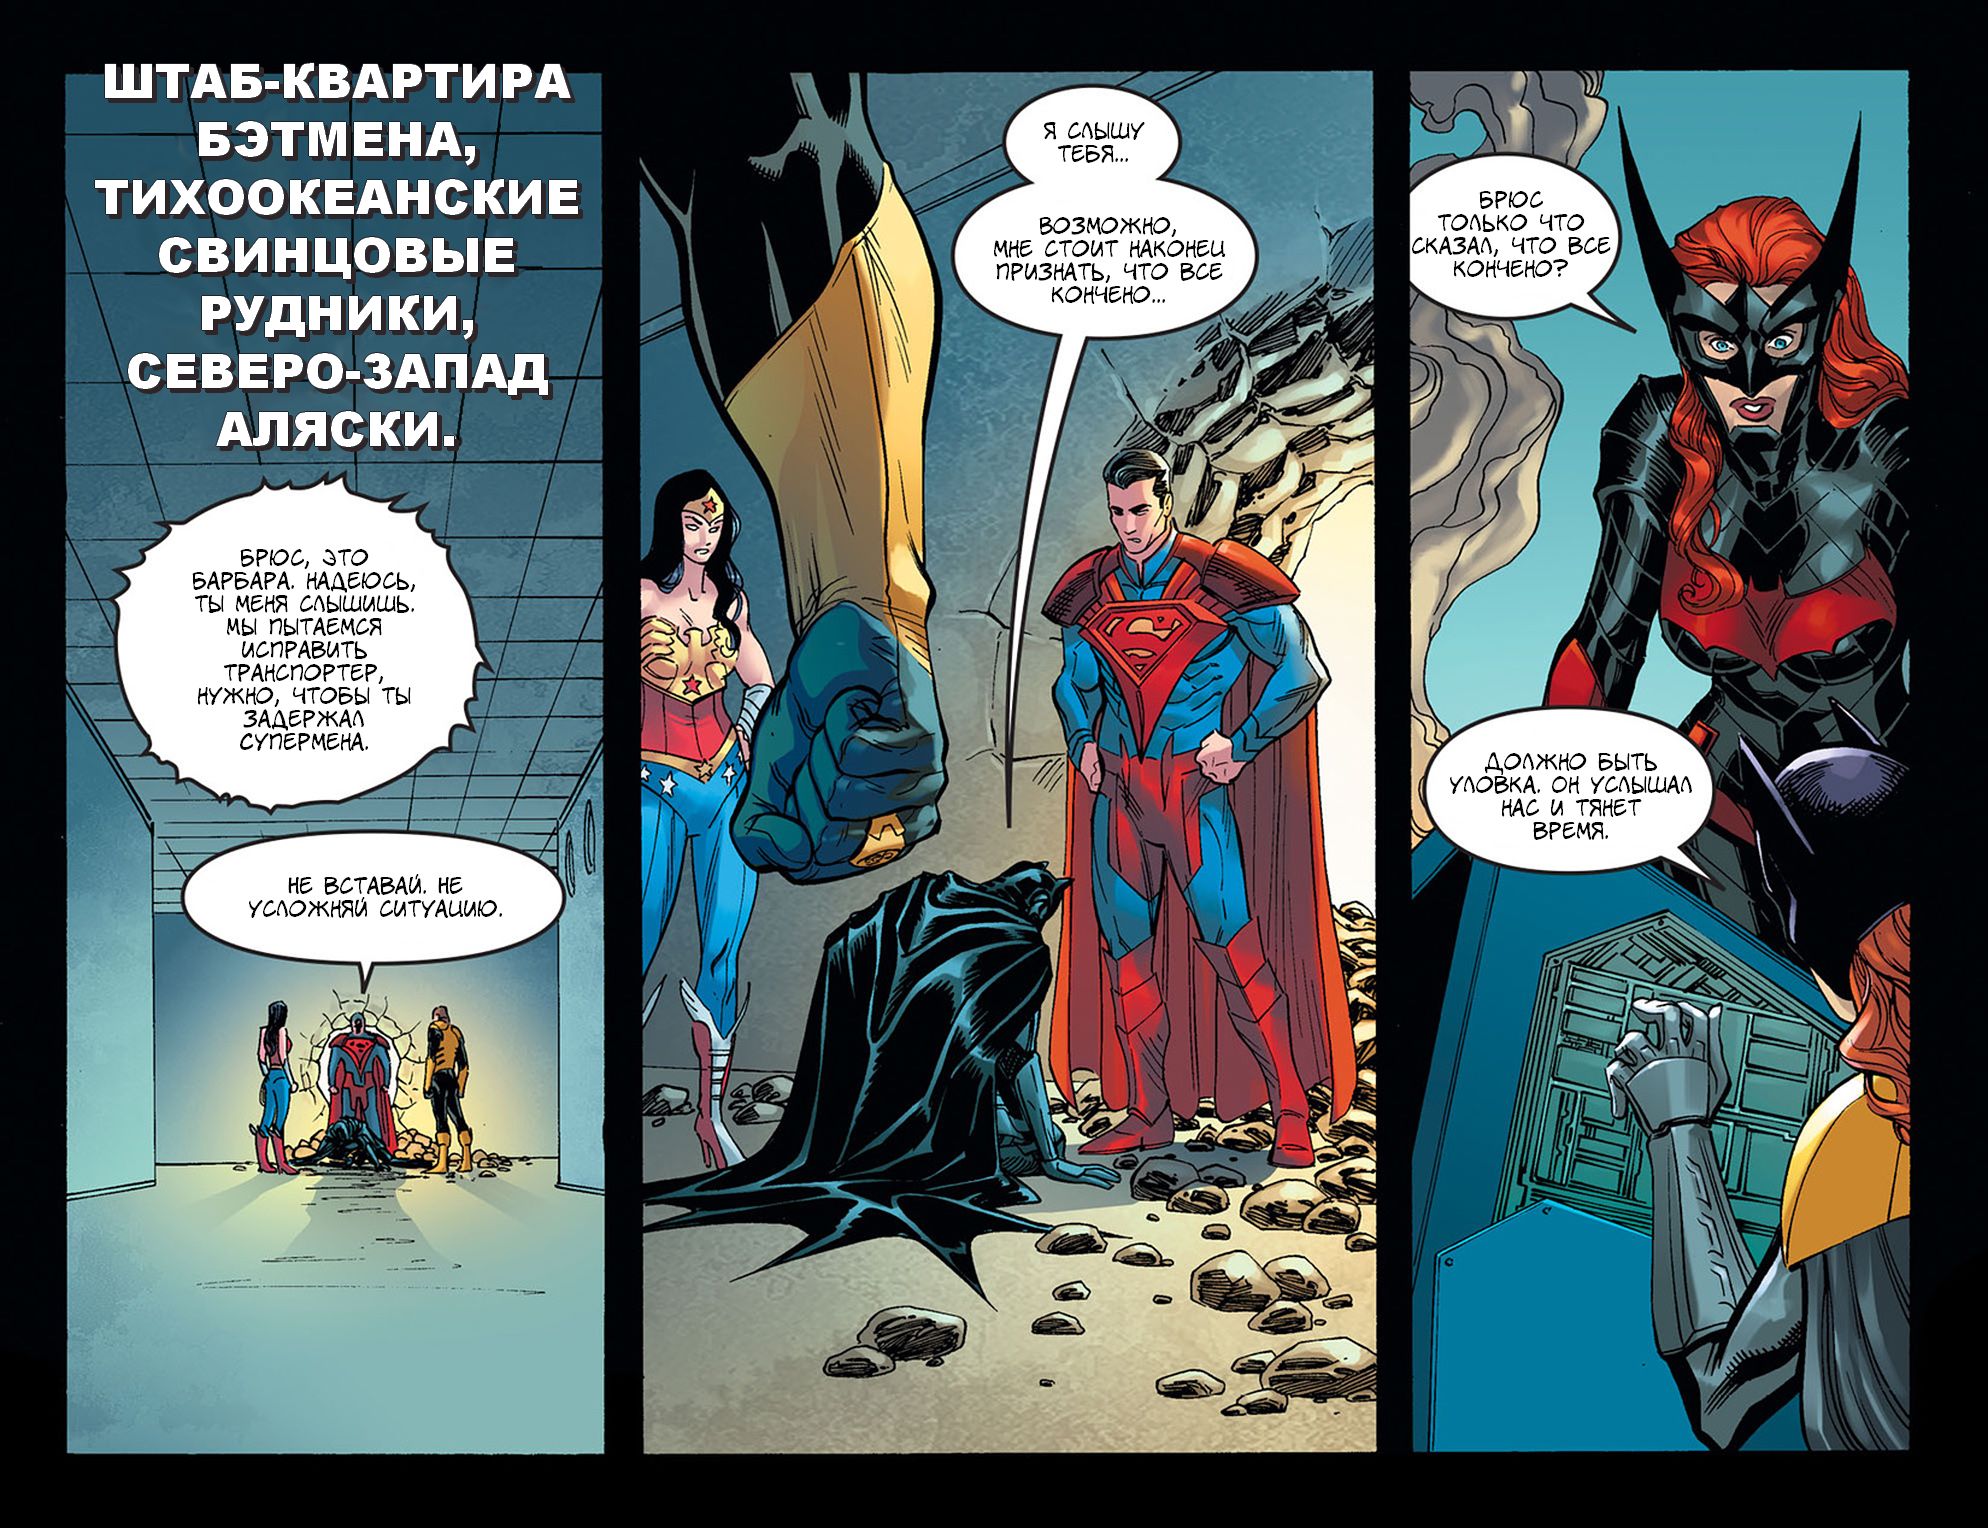 ШТАБ-КВАРТИРА
БЭТМЕНА,
ТИХООКЕАНСКИЕ
СВИНЦОВЫЕ
РУДНИКИ,
СЕВЕРО-ЗАПАД
АЛЯСКИ.
БРЮС, ЭТО
БАРБАРА. НАДЕЮСЬ,
ТЫ МЕНЯ СЛЫШИШЬ.
МЫ ПЫТАЕМСЯ
ИСПРАВИТЬ
ТРАНСПОРТЕР,
НУЖНО, ЧТОБЫ ТЫ
ЗАДЕРЖАЛ
СУПЕРМЕНА.
НЕ ВСТАВАЙ. НЕ
УСЛОЖНЯЙ СИТУАЦИЮ.
Я СЛЫШУ
ТЕБЯ...
ВОЗМОЖНО,
МНЕ СТОИТ НАКОНЕЦ
ПРИЗНАТЬ, ЧТО ВСЕ
КОНЧЕНО...
БРЮС
ТОЛЬКО ЧТО
СКАЗАЛ, ЧТО ВСЕ
КОНЧЕНО?
ДОЛЖНО БЫТЬ
УЛОВКА. ОН УСЛЫШАЛ
НАС И ТЯНЕТ
ВРЕМЯ.